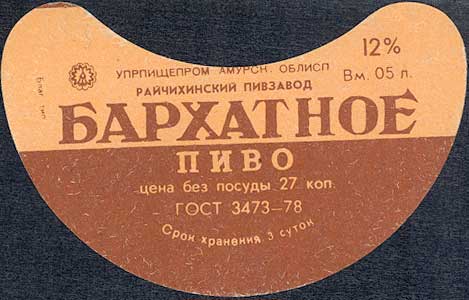 12%
УПРПИЩЕПРОМ АМУРСК. ОБЛИСП
Вм. 05 л.
РАЙЧИХИНСКИЙ ПИВЗАВОД
БАРХАТНОЕ
ПИВО
цена без посуды 27 коп.
ГОСТ 3473—78
Срок хранения 3 суток